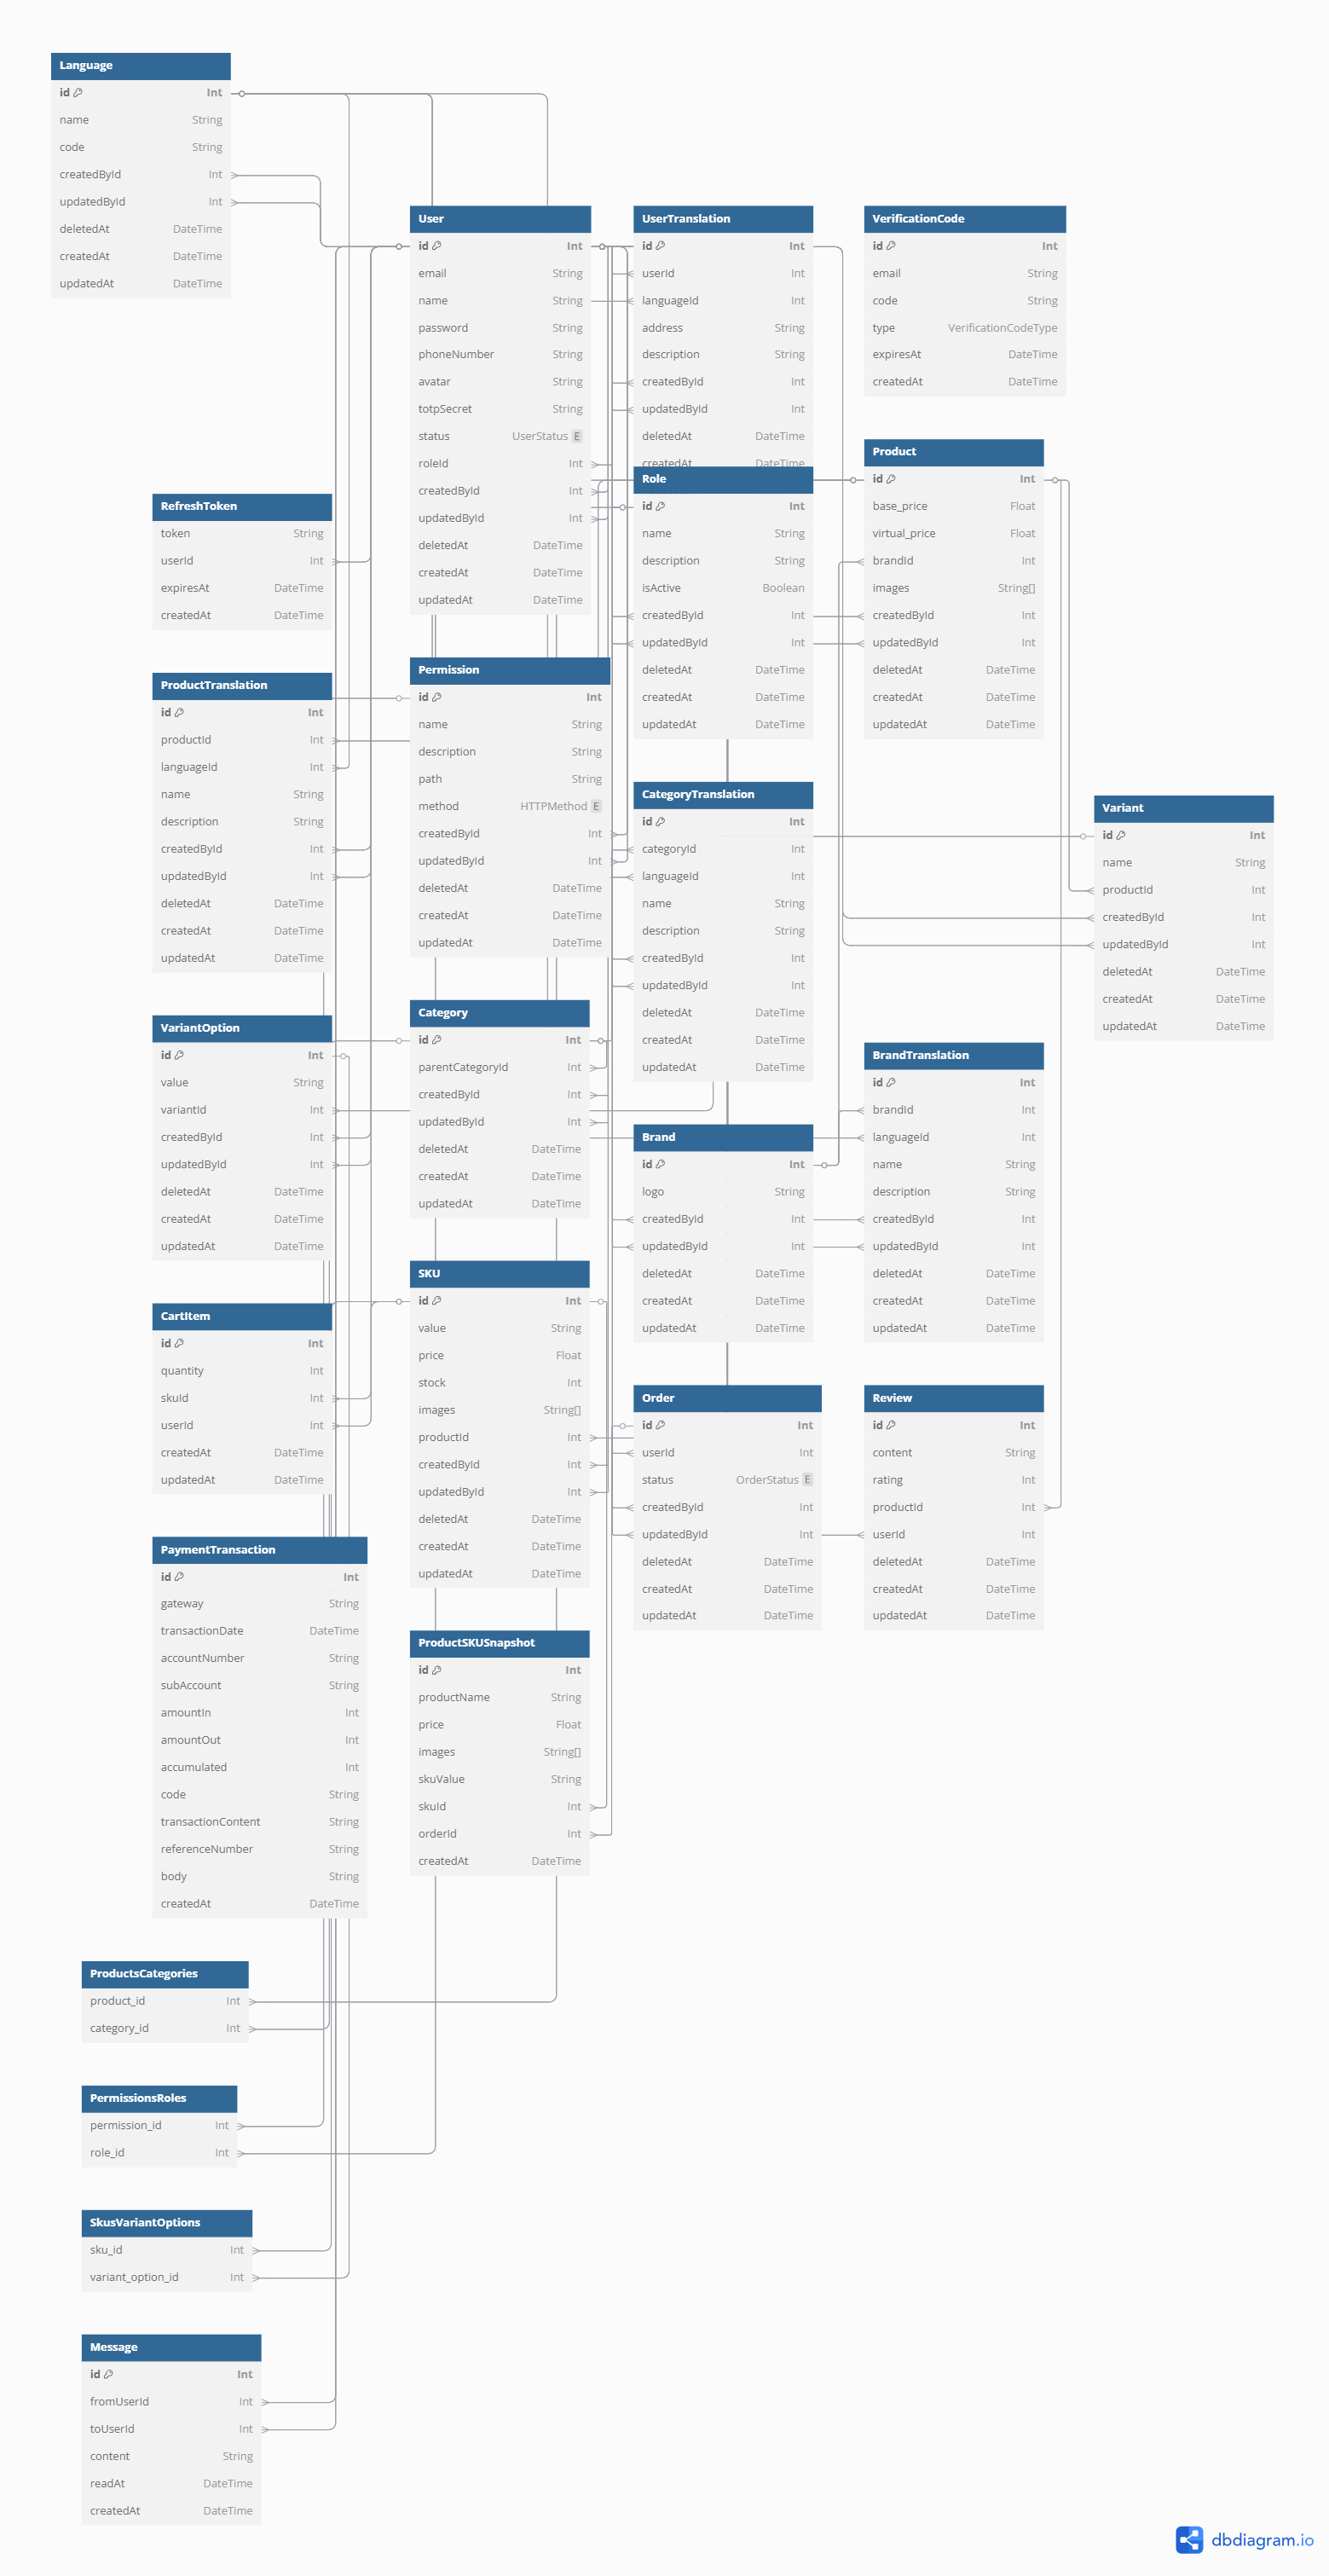 Language
id Int
name String
code String
createdById Int
updatedById Int
deletedAt DateTime
createdAt DateTime
updatedAt DateTime
User
id Int
email String
name String
password String
phoneNumber String
avatar String
totpSecret String
status UserStatus E
roleId Int
createdById Int
updatedById Int
deletedAt DateTime
createdAt DateTime
updatedAt DateTime
UserTranslation
id Int
userId Int
languageId Int
address String
description String
createdById Int
updatedById Int
deletedAt DateTime
createdAt DateTime
VerificationCode
id Int
email String
code String
type VerificationCodeType
expiresAt DateTime
createdAt DateTime
Product
id Int
base_price Float
virtual_price Float
brandId Int
images String[]
createdById Int
updatedById Int
deletedAt DateTime
createdAt DateTime
updatedAt DateTime
Role
id Int
name String
description String
isActive Boolean
createdById Int
updatedById Int
deletedAt DateTime
createdAt DateTime
updatedAt DateTime
RefreshToken
token String
userId Int
expiresAt DateTime
createdAt DateTime
ProductTranslation
id Int
productId Int
languageId Int
name String
description String
createdById Int
updatedById Int
deletedAt DateTime
createdAt DateTime
updatedAt DateTime
Permission
id Int
name String
description String
path String
method HTTPMethod E
createdById Int
updatedById Int
deletedAt DateTime
createdAt DateTime
updatedAt DateTime
CategoryTranslation
id Int
categoryId Int
languageId Int
name String
description String
createdById Int
updatedById Int
deletedAt DateTime
createdAt DateTime
updatedAt DateTime
Variant
id Int
name String
productId Int
createdById Int
updatedById Int
deletedAt DateTime
createdAt DateTime
updatedAt DateTime
VariantOption
id Int
value String
variantId Int
createdById Int
updatedById Int
deletedAt DateTime
createdAt DateTime
updatedAt DateTime
Category
id Int
parentCategoryId Int
createdById Int
updatedById Int
deletedAt DateTime
createdAt DateTime
updatedAt DateTime
Brand
id Int
logo String
createdById Int
updatedById Int
deletedAt DateTime
createdAt DateTime
updatedAt DateTime
BrandTranslation
id Int
brandId Int
languageId Int
name String
description String
createdById Int
updatedById Int
deletedAt DateTime
createdAt DateTime
updatedAt DateTime
CartItem
id Int
quantity Int
skuId Int
userId Int
createdAt DateTime
updatedAt DateTime
SKU
id Int
value String
price Float
stock Int
images String[]
productId Int
createdById Int
updatedById Int
deletedAt DateTime
createdAt DateTime
updatedAt DateTime
Order
id Int
userId Int
status OrderStatus E
createdById Int
updatedById Int
deletedAt DateTime
createdAt DateTime
updatedAt DateTime
Review
id Int
content String
rating Int
productId Int
userId Int
deletedAt DateTime
createdAt DateTime
updatedAt DateTime
PaymentTransaction
id Int
gateway String
transactionDate DateTime
accountNumber String
subAccount String
amountIn Int
amountOut Int
accumulated Int
code String
transactionContent String
referenceNumber String
body String
createdAt DateTime
ProductSKUSnapshot
id Int
productName String
price Float
images String[]
skuValue String
skuId Int
orderId Int
createdAt DateTime
ProductsCategories
product_id Int
category_id Int
PermissionsRoles
permission_id Int
role_id Int
SkusVariantOptions
sku_id Int
variant_option_id Int
Message
id Int
fromUserId Int
toUserId Int
content String
readAt DateTime
createdAt DateTime
dbdiagram.io